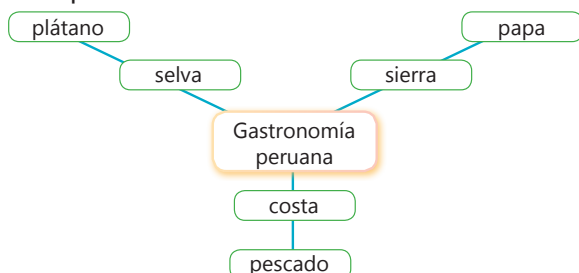 plátano
papa
selva
sierra
Gastronomía
peruana
costa
pescado